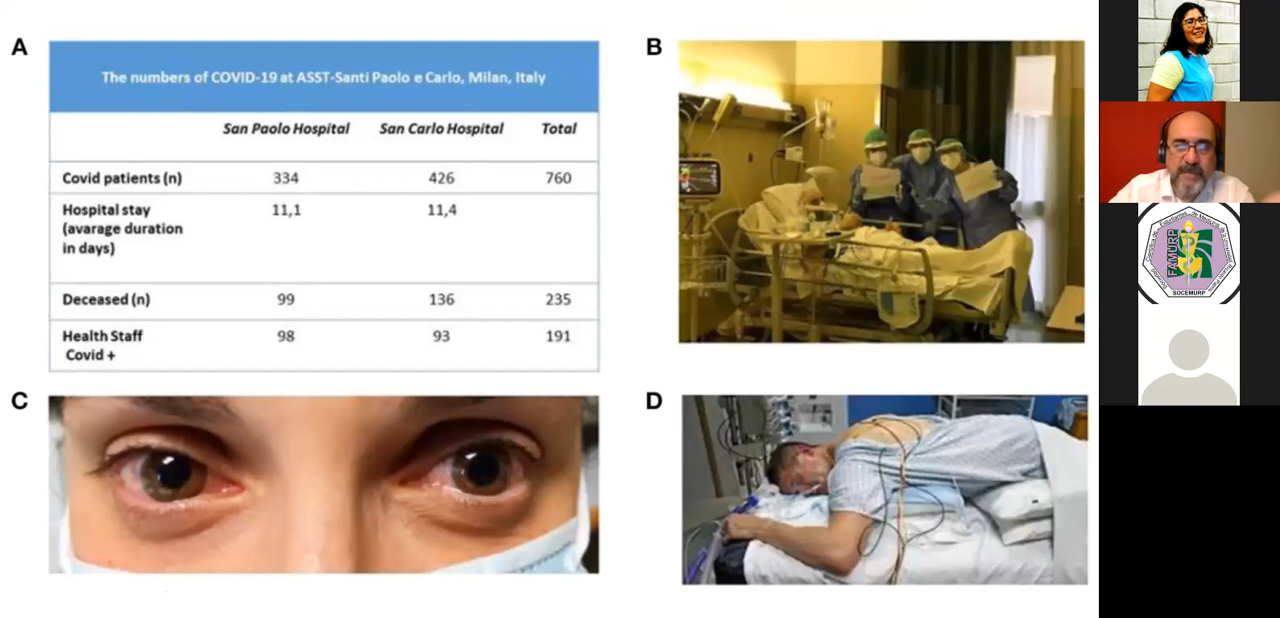 A
The numbers of COVID-19 at ASST-Santi Paolo e Carlo, Milan, Italy
San Paolo Hospital San Carlo Hospital Total
Covid patients (n) 334 426 760
Hospital stay 11,1 11,4
(avarage duration
in days)
Deceased (n) 99 136 235
Health Staff 98 93 191
Covid +
B
C
D
FAMURP
SOCEMURP